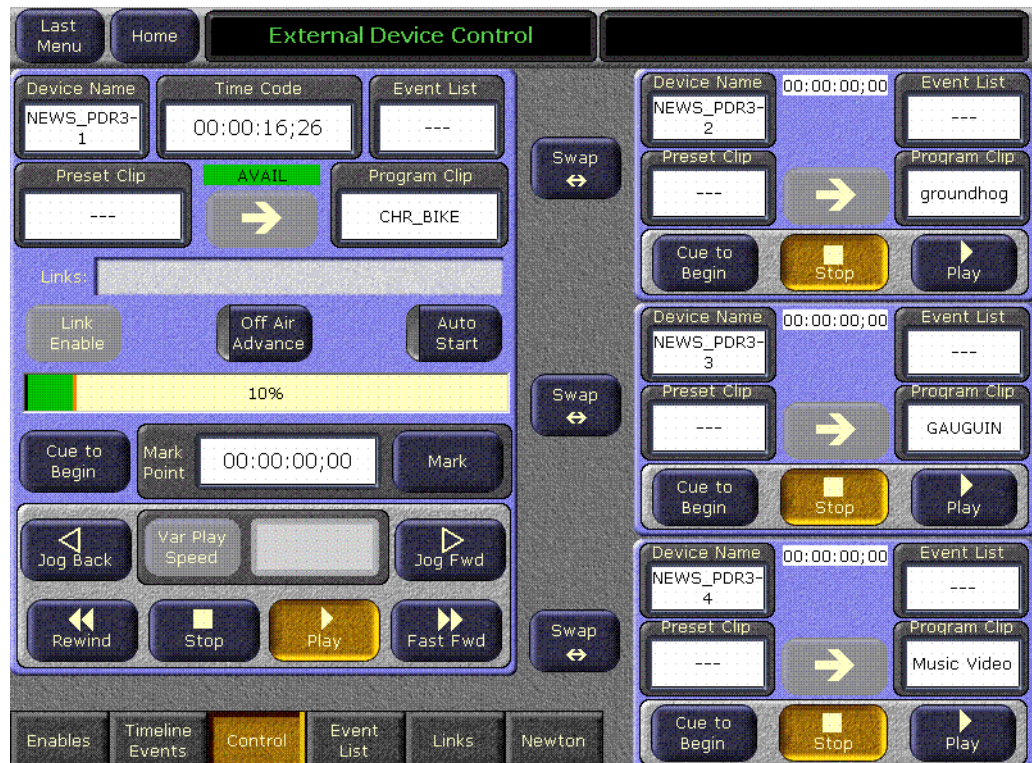 Last
Menu
Home
External Device Control
Device Name
Time Code
Event List
NEWS_PDR3-
1
00:00:16;26
---
Preset Clip
AVAIL
Program Clip
---
CHR_BIKE
Links:
Link
Enable
Off Air
Advance
Auto
Start
10%
Cue to
Begin
Mark
Point
00:00:00;00
Mark
Jog Back
Var Play
Speed
Jog Fwd
Rewind
Stop
Play
Fast Fwd
Swap
Swap
Swap
Device Name
00:00:00;00
Event List
NEWS_PDR3-
2
---
Preset Clip
Program Clip
---
groundhog
Cue to
Begin
Stop
Play
Device Name
00:00:00;00
Event List
NEWS_PDR3-
3
---
Preset Clip
Program Clip
---
GAUGUIN
Cue to
Begin
Stop
Play
Device Name
00:00:00;00
Event List
NEWS_PDR3-
4
---
Preset Clip
Program Clip
---
Music Video
Cue to
Begin
Stop
Play
Enables
Timeline
Events
Control
Event
List
Links
Newton